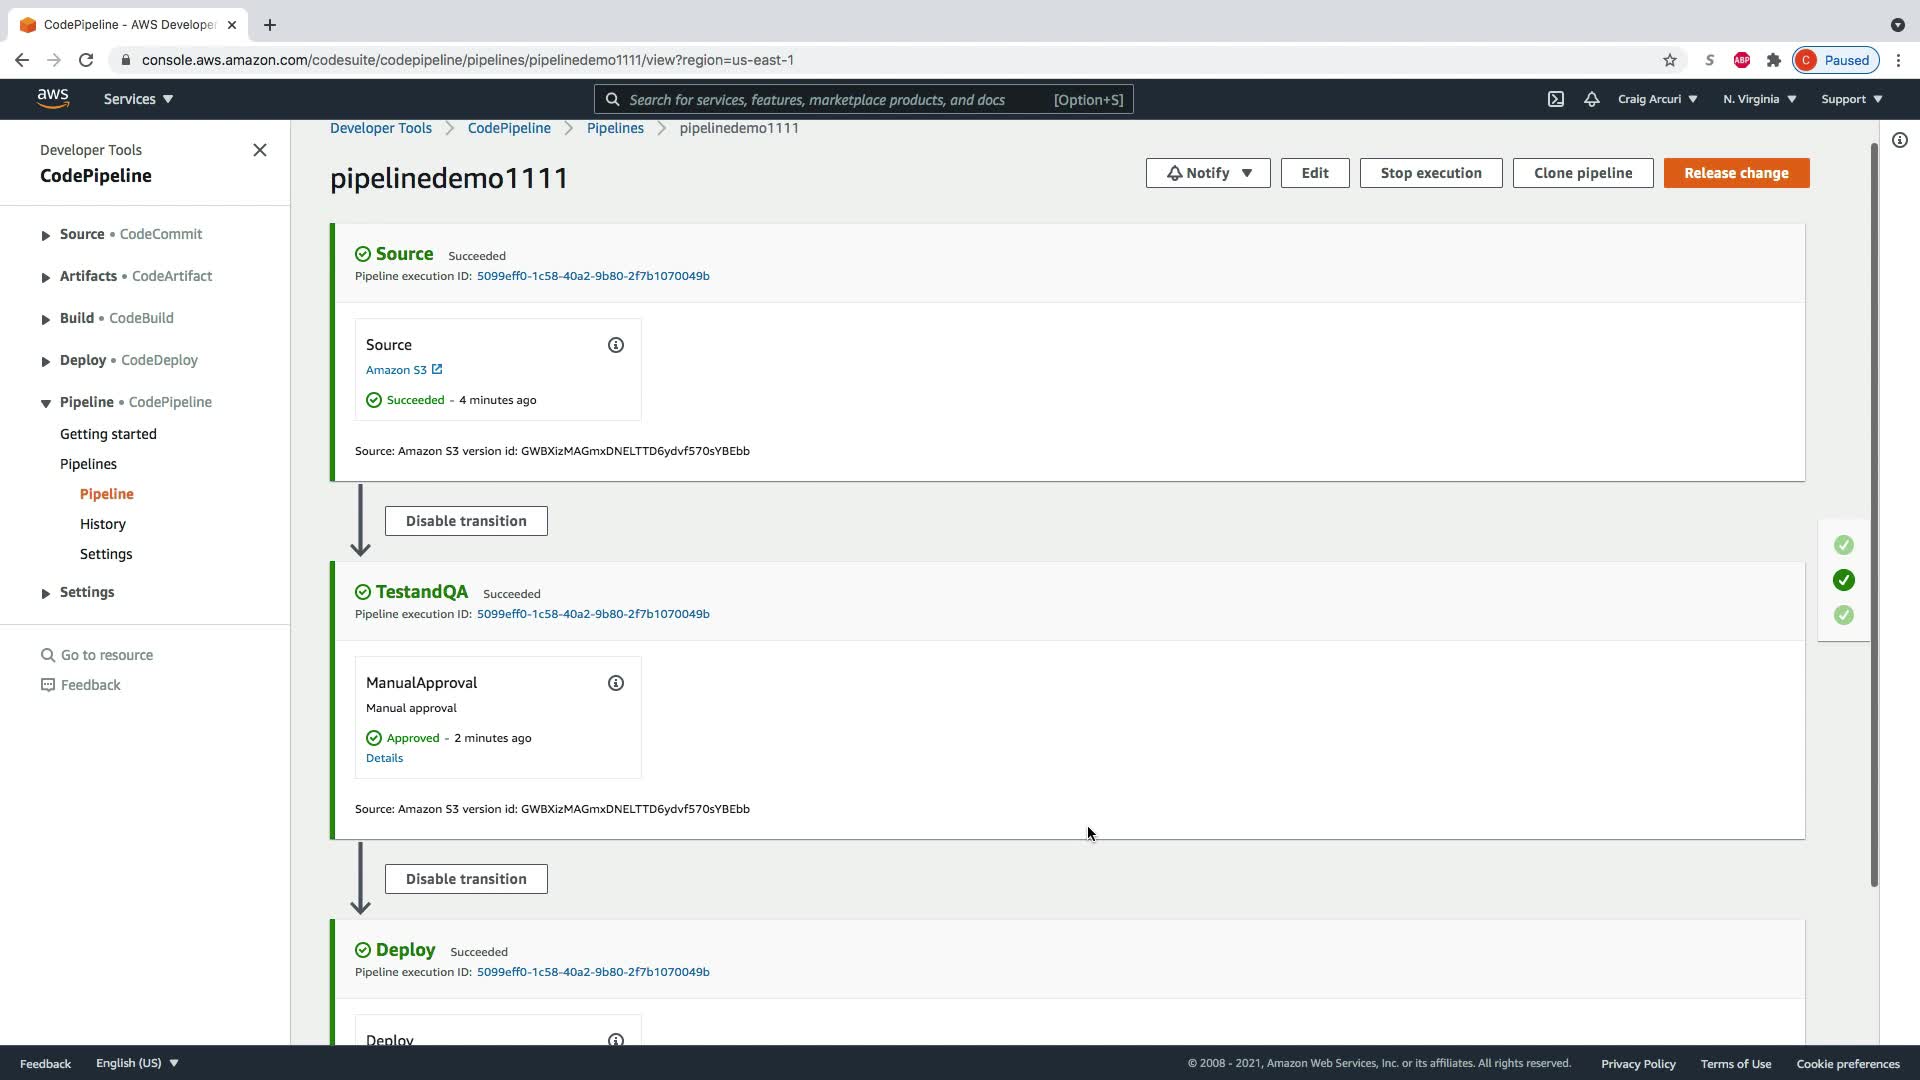 CodePipeline - AWS Developer
console.aws.amazon.com/codesuite/codepipeline/pipelines/pipelinedemo1111/view?region=us-east-1
S
ABP
C Paused
aws
Services
Search for services, features, marketplace products, and docs [Option+S]
Craig Arcuri
N. Virginia
Support
Developer Tools
CodePipeline
Source • CodeCommit
Artifacts • CodeArtifact
Build • CodeBuild
Deploy • CodeDeploy
Pipeline • CodePipeline
Getting started
Pipelines
Pipeline
History
Settings
Settings
Go to resource
Feedback
Developer Tools CodePipeline Pipelines pipelinedemo1111
pipelinedemo1111
Notify
Edit
Stop execution
Clone pipeline
Release change
Source Succeeded
Pipeline execution ID: 5099eff0-1c58-40a2-9b80-2f7b1070049b
Source
Amazon S3
Succeeded - 4 minutes ago
Source: Amazon S3 version id: GWBXizMAGmxDNELTTD6ydvf570sYBEbb
Disable transition
TestandQA Succeeded
Pipeline execution ID: 5099eff0-1c58-40a2-9b80-2f7b1070049b
ManualApproval
Manual approval
Approved - 2 minutes ago
Details
Source: Amazon S3 version id: GWBXizMAGmxDNELTTD6ydvf570sYBEbb
Disable transition
Deploy Succeeded
Pipeline execution ID: 5099eff0-1c58-40a2-9b80-2f7b1070049b
Deploy
Feedback
English (US)
© 2008 - 2021, Amazon Web Services, Inc. or its affiliates. All rights reserved.
Privacy Policy
Terms of Use
Cookie preferences